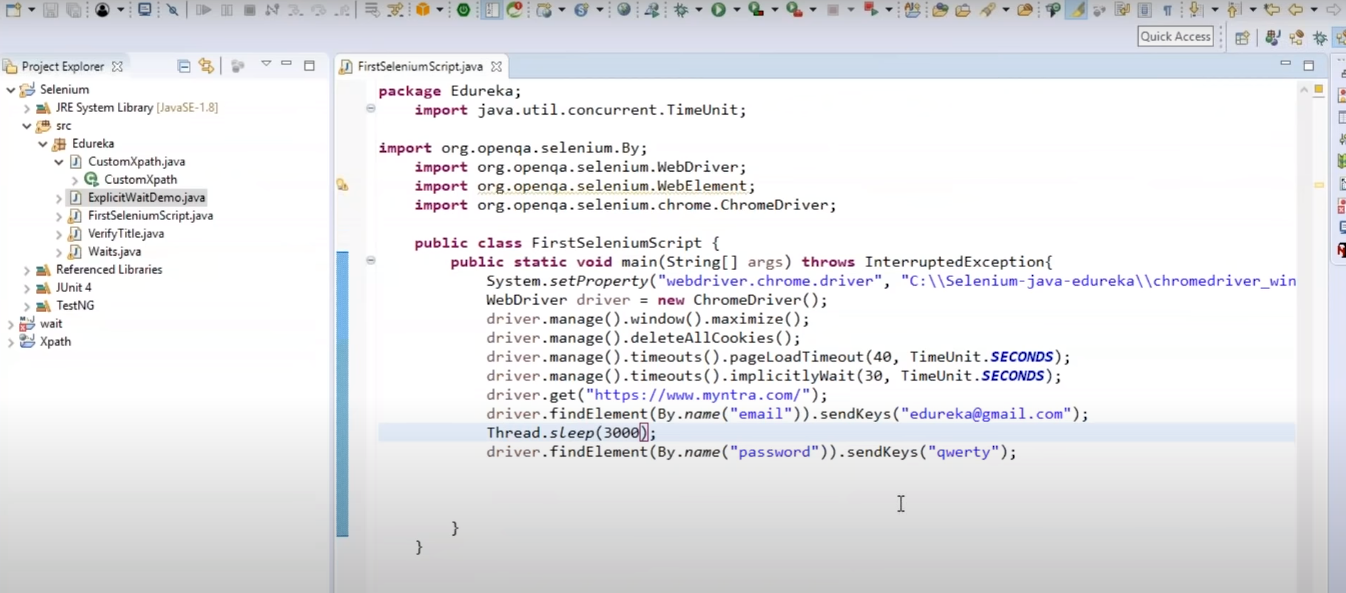 Quick Access
Project Explorer
Selenium
JRE System Library [JavaSE-1.8]
src
Edureka
CustomXpath.java
CustomXpath
ExplicitWaitDemo.java
FirstSeleniumScript.java
VerifyTitle.java
Waits.java
Referenced Libraries
JUnit 4
TestNG
wait
Xpath
FirstSeleniumScript.java
package Edureka;
import java.util.concurrent.TimeUnit;
import org.openqa.selenium.By;
import org.openqa.selenium.WebDriver;
import org.openqa.selenium.WebElement;
import org.openqa.selenium.chrome.ChromeDriver;
public class FirstSeleniumScript {
public static void main(String[] args) throws InterruptedException{
System.setProperty("webdriver.chrome.driver", "C:\\Selenium-java-edureka\\chromedriver_win
WebDriver driver = new ChromeDriver();
driver.manage().window().maximize();
driver.manage().deleteAllCookies();
driver.manage().timeouts().pageLoadTimeout(40, TimeUnit.SECONDS);
driver.manage().timeouts().implicitlyWait(30, TimeUnit.SECONDS);
driver.get("https://www.myntra.com/");
driver.findElement(By.name("email")).sendKeys("edureka@gmail.com");
Thread.sleep(3000);
driver.findElement(By.name("password")).sendKeys("qwerty");
}
}